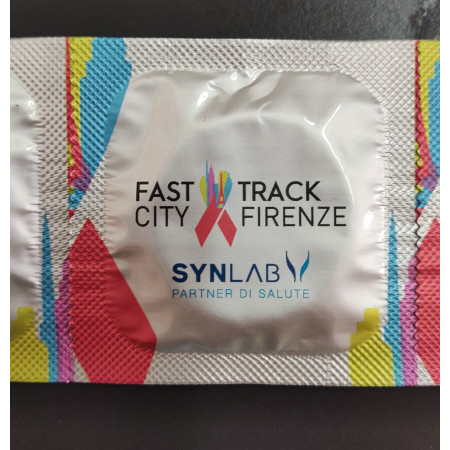 FAST TRACK
CITY FIRENZE
SYNLAB
PARTNER DI SALUTE